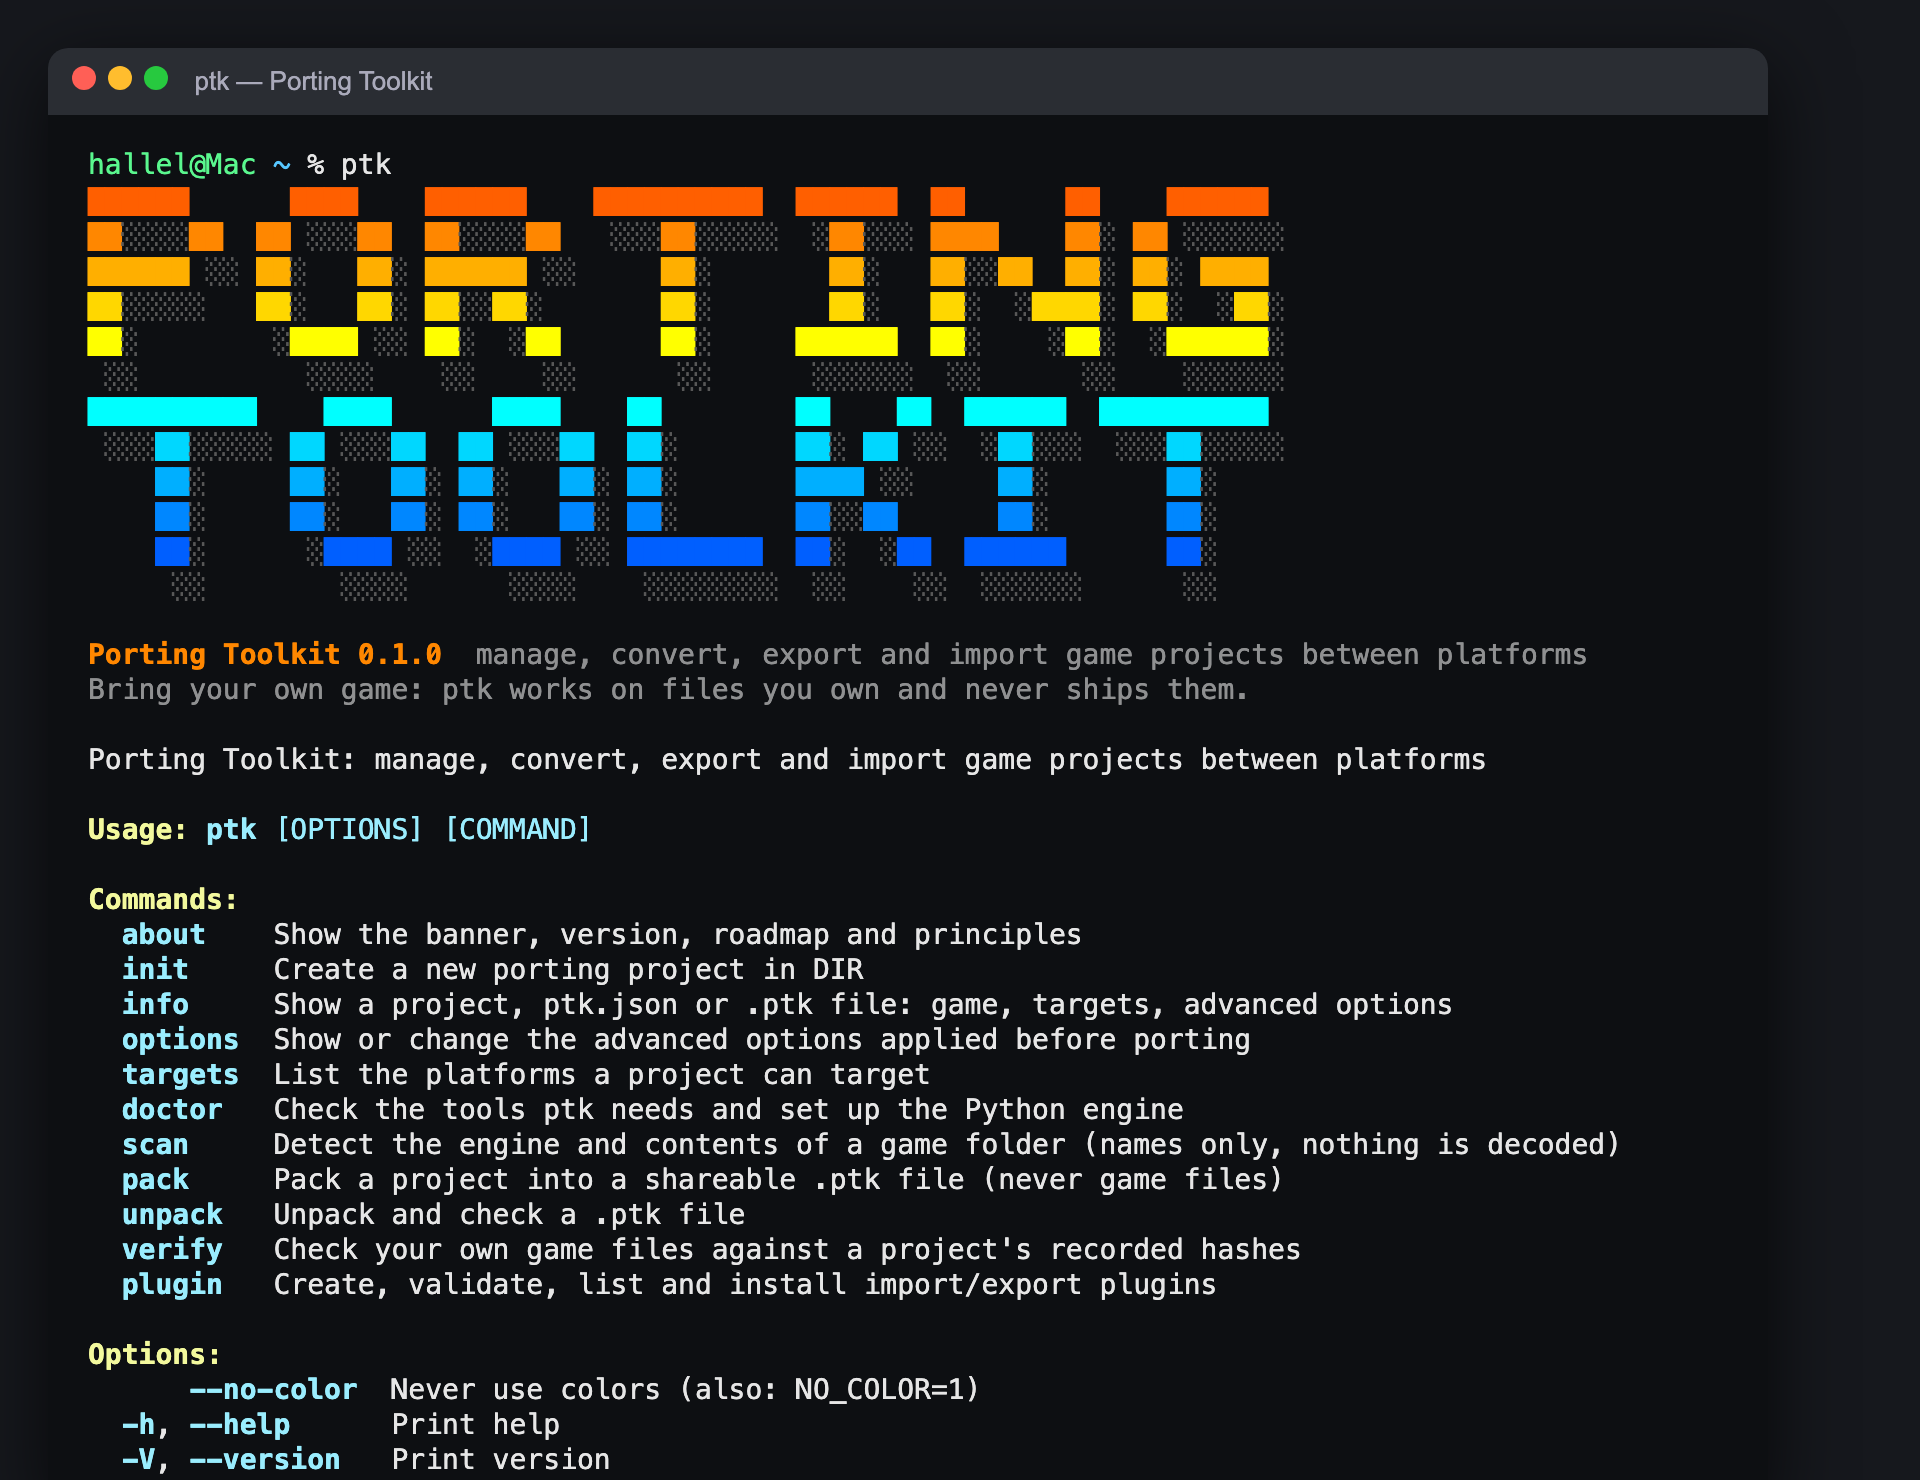 ptk — Porting Toolkit
hallel@Mac ~ % ptk
PORTING
TOOLKIT
Porting Toolkit 0.1.0  manage, convert, export and import game projects between platforms
Bring your own game: ptk works on files you own and never ships them.
Porting Toolkit: manage, convert, export and import game projects between platforms
Usage: ptk [OPTIONS] [COMMAND]
Commands:
  about    Show the banner, version, roadmap and principles
  init     Create a new porting project in DIR
  info     Show a project, ptk.json or .ptk file: game, targets, advanced options
  options  Show or change the advanced options applied before porting
  targets  List the platforms a project can target
  doctor   Check the tools ptk needs and set up the Python engine
  scan     Detect the engine and contents of a game folder (names only, nothing is decoded)
  pack     Pack a project into a shareable .ptk file (never game files)
  unpack   Unpack and check a .ptk file
  verify   Check your own game files against a project's recorded hashes
  plugin   Create, validate, list and install import/export plugins
Options:
      --no-color  Never use colors (also: NO_COLOR=1)
  -h, --help      Print help
  -V, --version   Print version